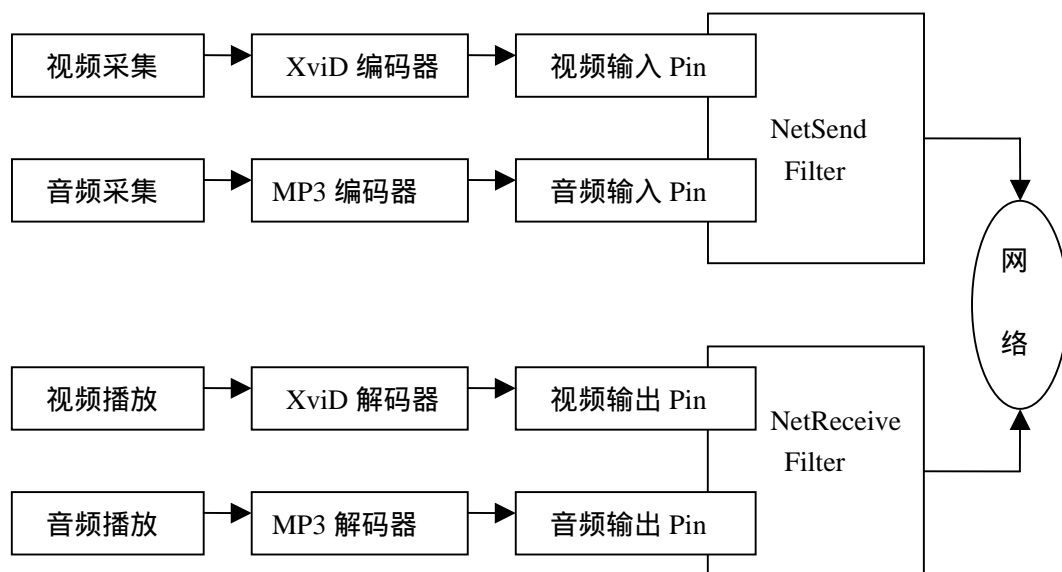 视频采集
XviD 编码器
视频输入 Pin
NetSend
Filter
音频采集
MP3 编码器
音频输入 Pin
网
络
视频播放
XviD 解码器
视频输出 Pin
NetReceive
Filter
音频播放
MP3 解码器
音频输出 Pin